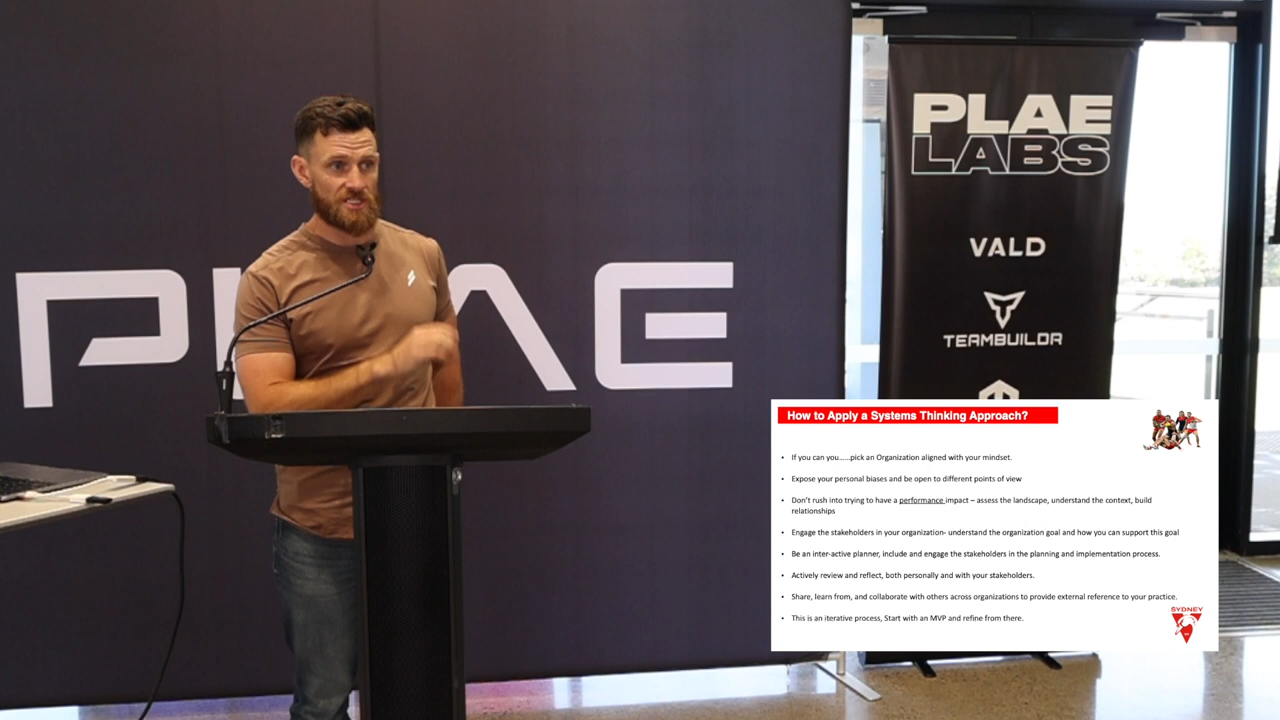 PLAE
PLAE
LABS
VALD
TEAMBUILDR
How to Apply a Systems Thinking Approach?
• If you can you…...pick an Organization aligned with your mindset.
• Expose your personal biases and be open to different points of view
• Don't rush into trying to have a performance impact – assess the landscape, understand the context, build
relationships
• Engage the stakeholders in your organization- understand the organization goal and how you can support this goal
• Be an inter-active planner, include and engage the stakeholders in the planning and implementation process.
• Actively review and reflect, both personally and with your stakeholders.
• Share, learn from, and collaborate with others across organizations to provide external reference to your practice.
• This is an iterative process, Start with an MVP and refine from there.
SYDNEY